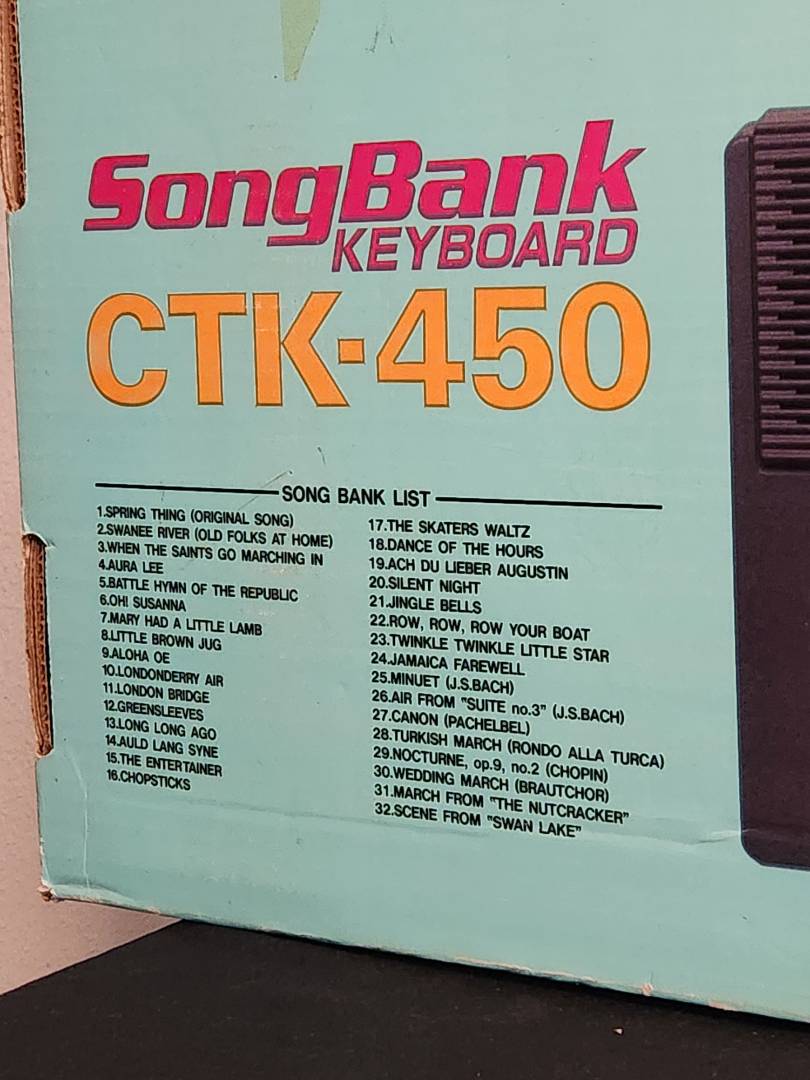 SongBank
KEYBOARD
CTK-450
SONG BANK LIST
1.SPRING THING (ORIGINAL SONG)
2.SWANEE RIVER (OLD FOLKS AT HOME)
3.WHEN THE SAINTS GO MARCHING IN
4.AURA LEE
5.BATTLE HYMN OF THE REPUBLIC
6.OH! SUSANNA
7.MARY HAD A LITTLE LAMB
8.LITTLE BROWN JUG
9.ALOHA OE
10.LONDONDERRY AIR
11.LONDON BRIDGE
12.GREENSLEEVES
13.LONG LONG AGO
14.AULD LANG SYNE
15.THE ENTERTAINER
16.CHOPSTICKS
17.THE SKATERS WALTZ
18.DANCE OF THE HOURS
19.ACH DU LIEBER AUGUSTIN
20.SILENT NIGHT
21.JINGLE BELLS
22.ROW, ROW, ROW YOUR BOAT
23.TWINKLE TWINKLE LITTLE STAR
24.JAMAICA FAREWELL
25.MINUET (J.S.BACH)
26.AIR FROM "SUITE no.3" (J.S.BACH)
27.CANON (PACHELBEL)
28.TURKISH MARCH (RONDO ALLA TURCA)
29.NOCTURNE, op.9, no.2 (CHOPIN)
30.WEDDING MARCH (BRAUTCHOR)
31.MARCH FROM "THE NUTCRACKER"
32.SCENE FROM "SWAN LAKE"